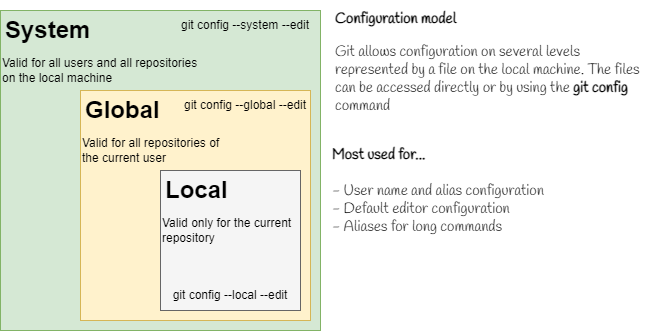 System
git config --system --edit
Valid for all users and all repositories
on the local machine
Global
git config --global --edit
Valid for all repositories of
the current user
Local
Valid only for the current
repository
git config --local --edit
Configuration model
Git allows configuration on several levels
represented by a file on the local machine. The files
can be accessed directly or by using the git config
command
Most used for...
- User name and alias configuration
- Default editor configuration
- Aliases for long commands